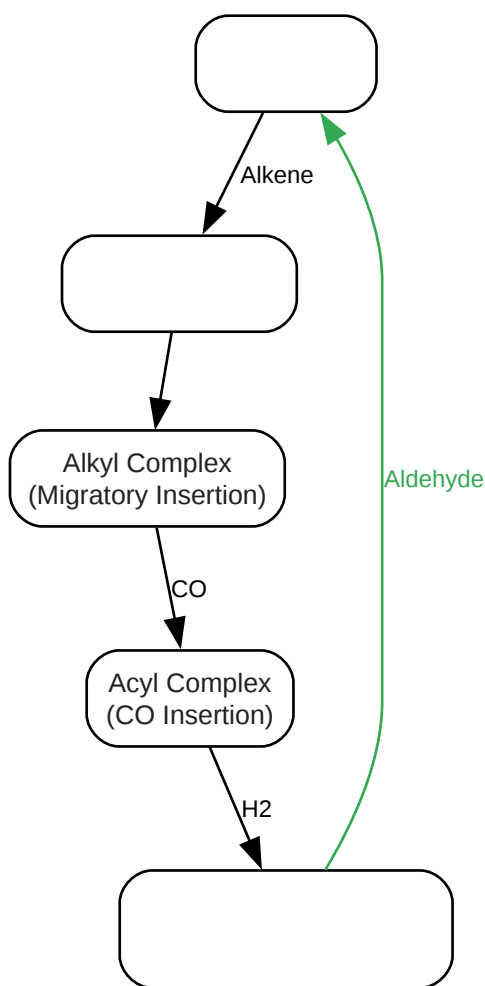 Alkene
Alkyl Complex
(Migratory Insertion)
Aldehyde
CO
Acyl Complex
(CO Insertion)
H2